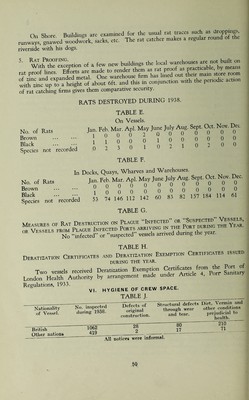 On Shore. Buildings are examined for the usual rat traces such as droppings,
runways, gnawed woodwork, sacks, etc. The rat catcher makes a regular round of the
riverside with his dogs.
5. RAT PROOFING.
With the exception of a few new buildings the local warehouses are not built on
rat proof lines. Efforts are made to render them as rat proof as practicable, by means
of zinc and expanded metal. One warehouse firm has lined out their main store room
with zinc up to a height of about 6ft. and this in conjunction with the periodic action
of rat catching firms gives them comparative security.
RATS DESTROYED DURING 1938.
TABLE E.
On Vessels.
No. of Rats Jan. Feb. Mar. Apl. May June July Aug. Sept. Oct. Nov. Dec.
Brown ... ... 1 0 0 0 2 0 0 0 0 0 0
Black ... 1 1 0 0 0 1 0 0 0 0 0 0
Species not recorded 0 2 3 0 1 0 2 1 0 2 0
TABLE F.
In Docks, Quays, Wharves and Warehouses.
No. of Rats Jan. Feb. Mar. Apl. May June July Aug. Sept. Oct. Nov. Dec.
Brown ... 0 0 0 0 0 0 0 0 0 0 0 0
Black ... 1 0 0 0 0 0 0 0 0 0 0 0
Species not recorded 33 74 146 112 142 60 83 82 157 184 114 61
TABLE G.
MEASURES OF RAT DESTRUCTION ON PLAGUE "INFECTED" OR "SUSPECTED" VESSELS,
OR VESSELS FROM PLAGUE INFECTED PORTS ARRIVING IN THE PORT DURING THE YEAR.
No "infected" or "suspected" vessels arrived during the year.
TABLE H.
DERATIZATION CERTIFICATES AND DERATIZATION EXEMPTION CERTIFICATES ISSUED
DURING THE YEAR.
Two vessels received Deratization Exemption Certificates from the Port of
London Health Authority by arrangement made under Article 4, Port Sanitary
Regulations, 1933.
VI. HYGIENE OF CREW SPACE.
TABLE J.
Nationality of Vessel. No. inspected during 1938. Defects of original construction. Structural defects through wear and tear. Dirt, Vermin and other conditions prejudicial to health.
British 1062 28 80 210
Other nations 419 2 17 71
All notices were informal.
98